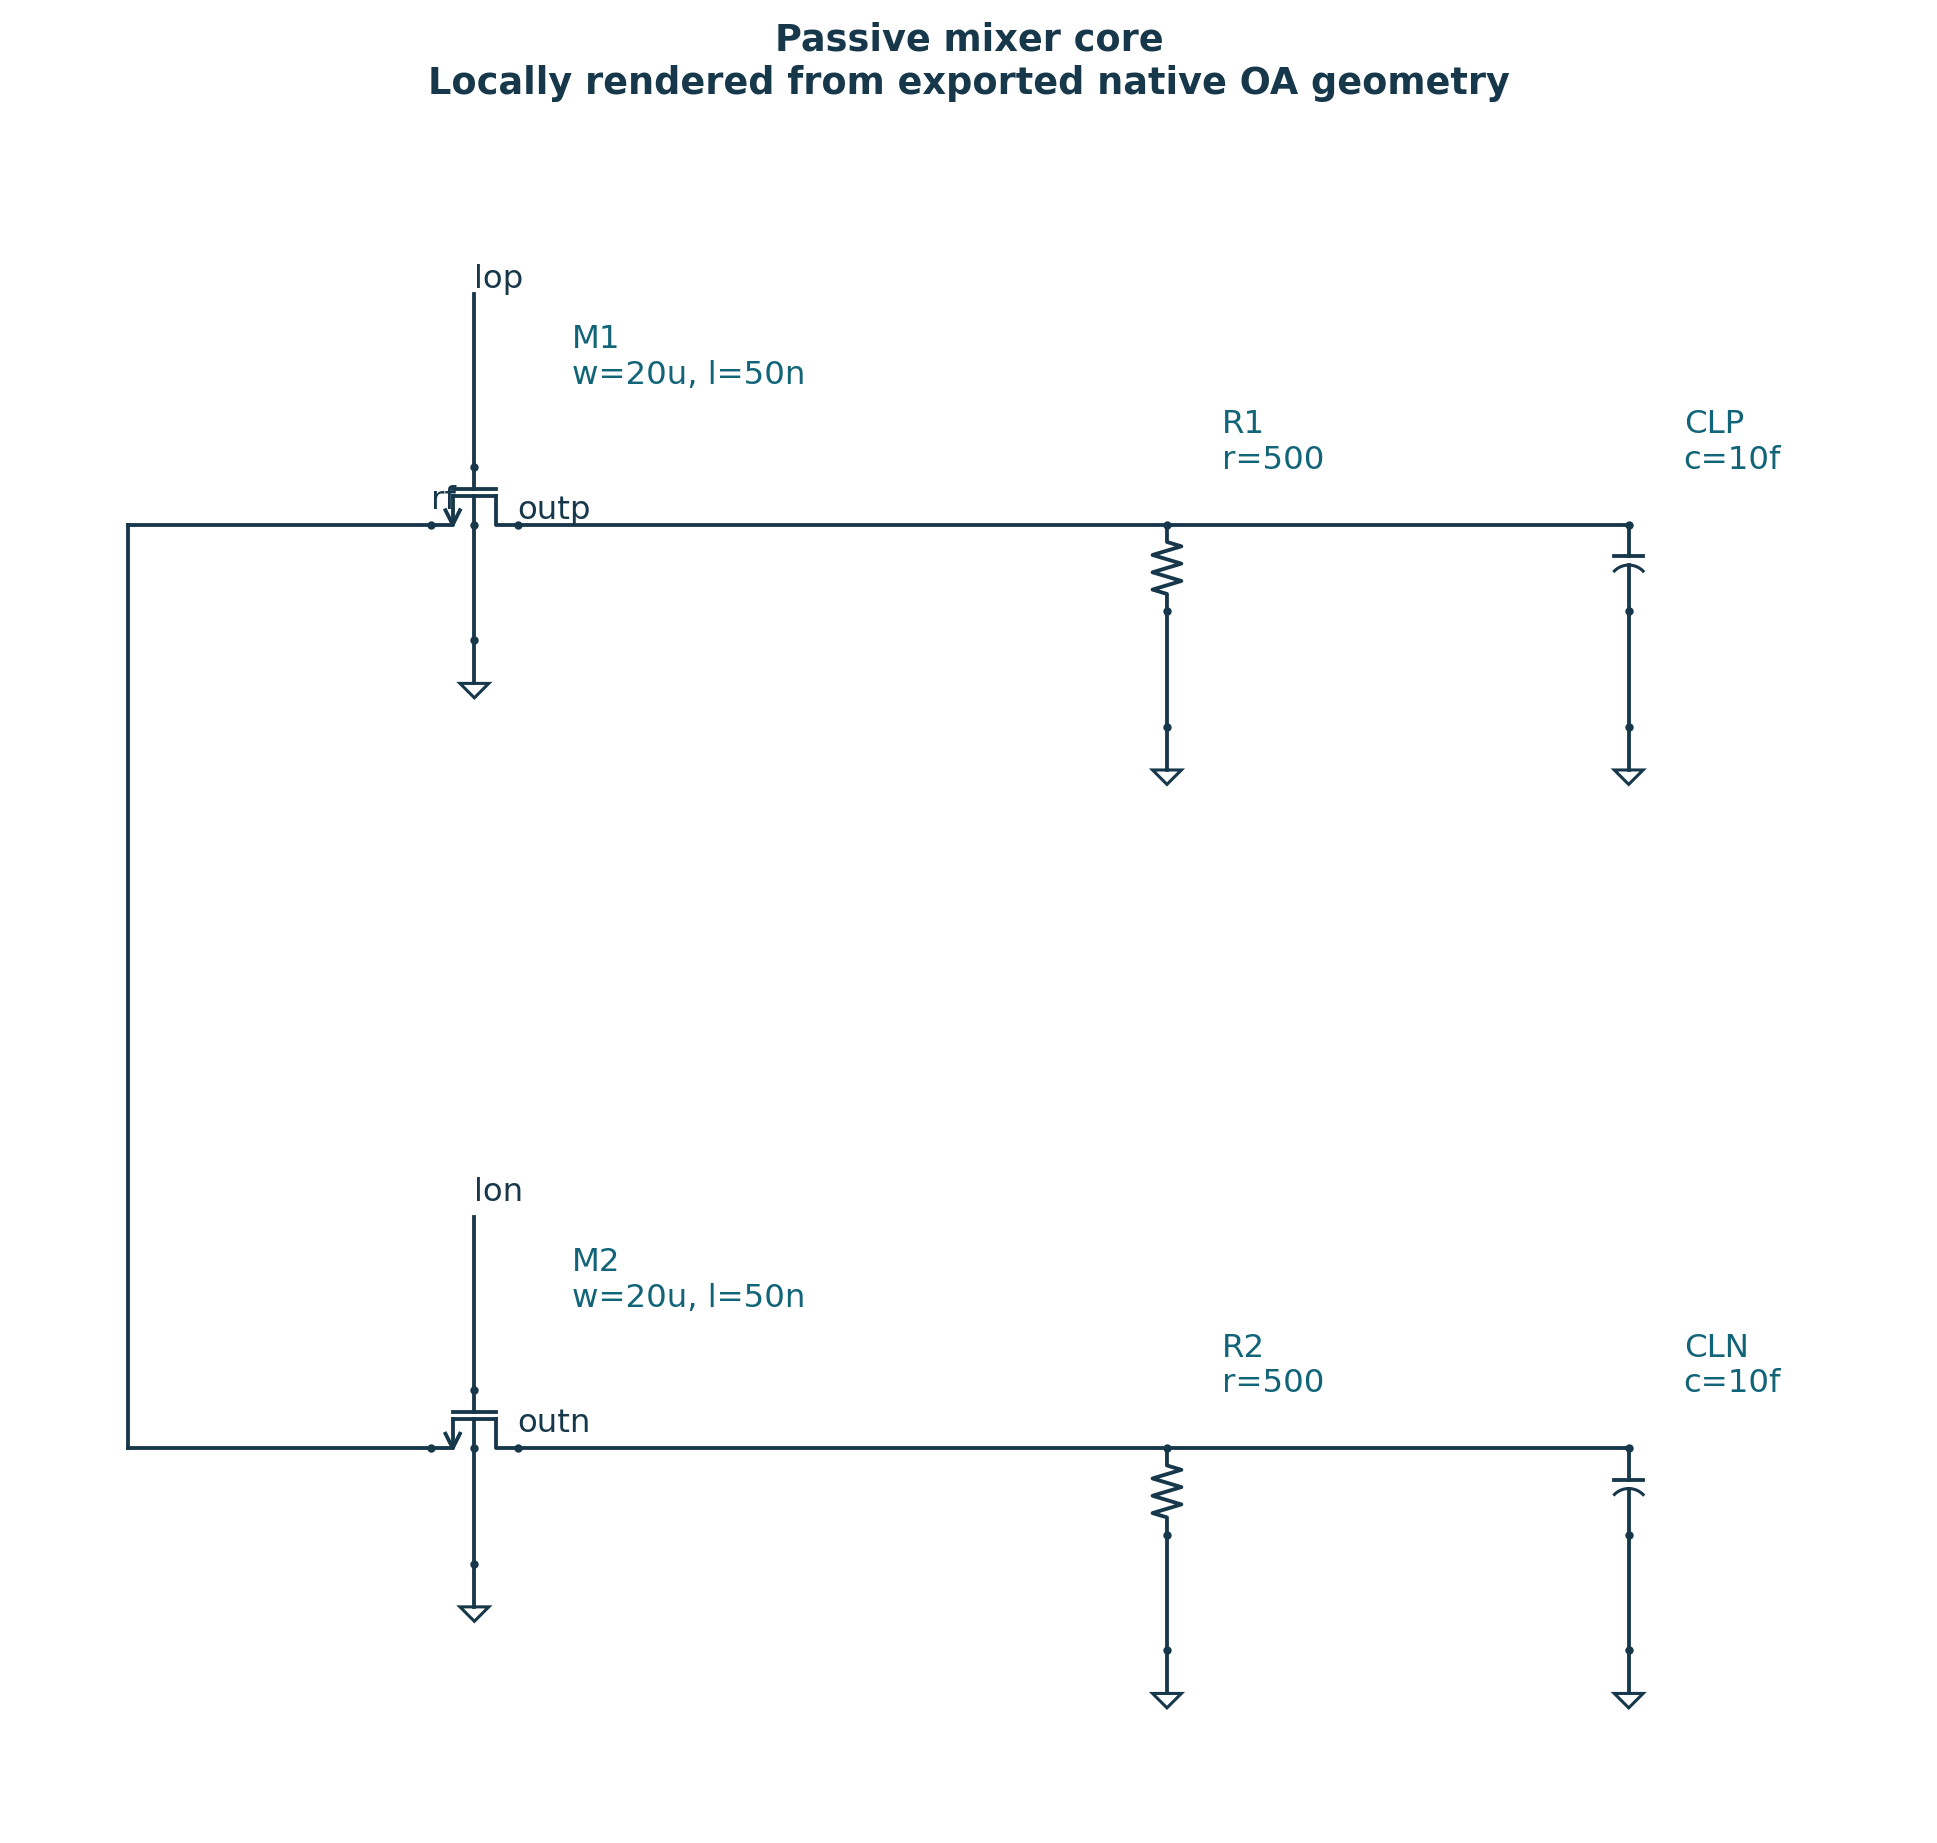 Passive mixer core
Locally rendered from exported native OA geometry
lop
M1
w=20u, l=50n
R1
r=500
CLP
c=10f
rf
outp
lon
M2
w=20u, l=50n
R2
r=500
CLN
c=10f
outn